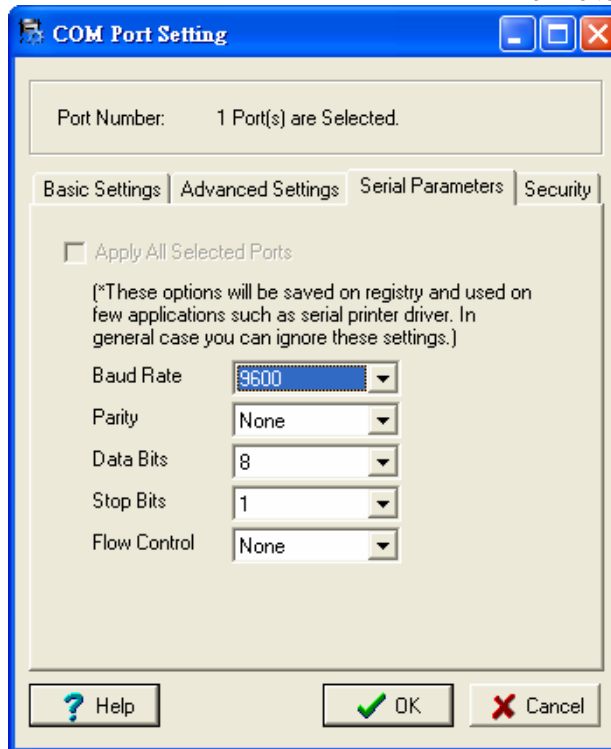 COM Port Setting
Port Number: 1 Port(s) are Selected.
Basic Settings Advanced Settings Serial Parameters Security
Apply All Selected Ports
(*These options will be saved on registry and used on
few applications such as serial printer driver. In
general case you can ignore these settings.)
Baud Rate 9600
Parity None
Data Bits 8
Stop Bits 1
Flow Control None
? Help OK Cancel